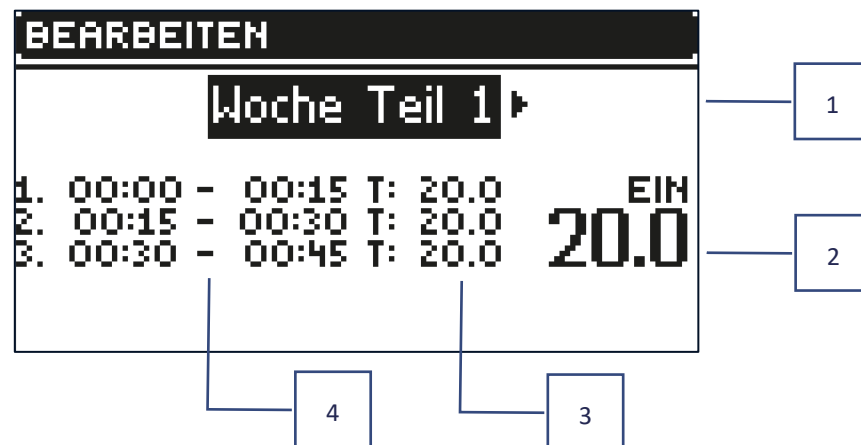 BEARBEITEN
Woche Teil 1
1
1. 00:00 - 00:15 T: 20.0 EIN
2. 00:15 - 00:30 T: 20.0 20.0
3. 00:30 - 00:45 T: 20.0
2
4
3